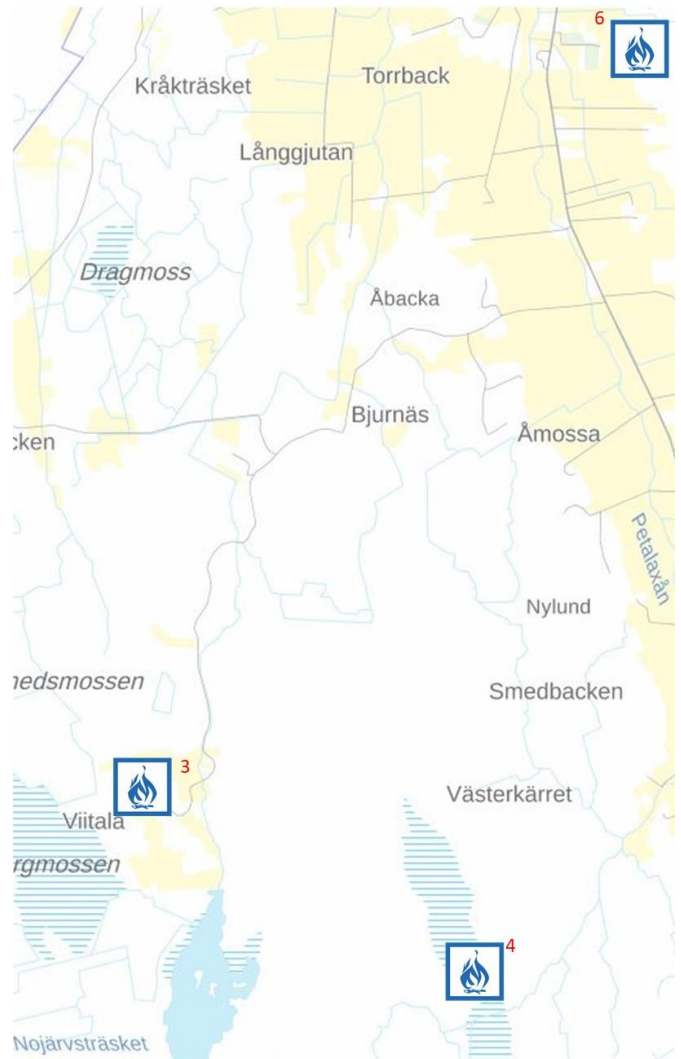 6
Torrback
Kråkträsket
Långgjutan
Dragmoss
Åbacka
Bjurnäs
Åmossa
cken
Petalaxån
Nylund
nedsmossen
Smedbacken
3
Västerkärret
Viitala
rgmossen
4
Nojärvsträsket